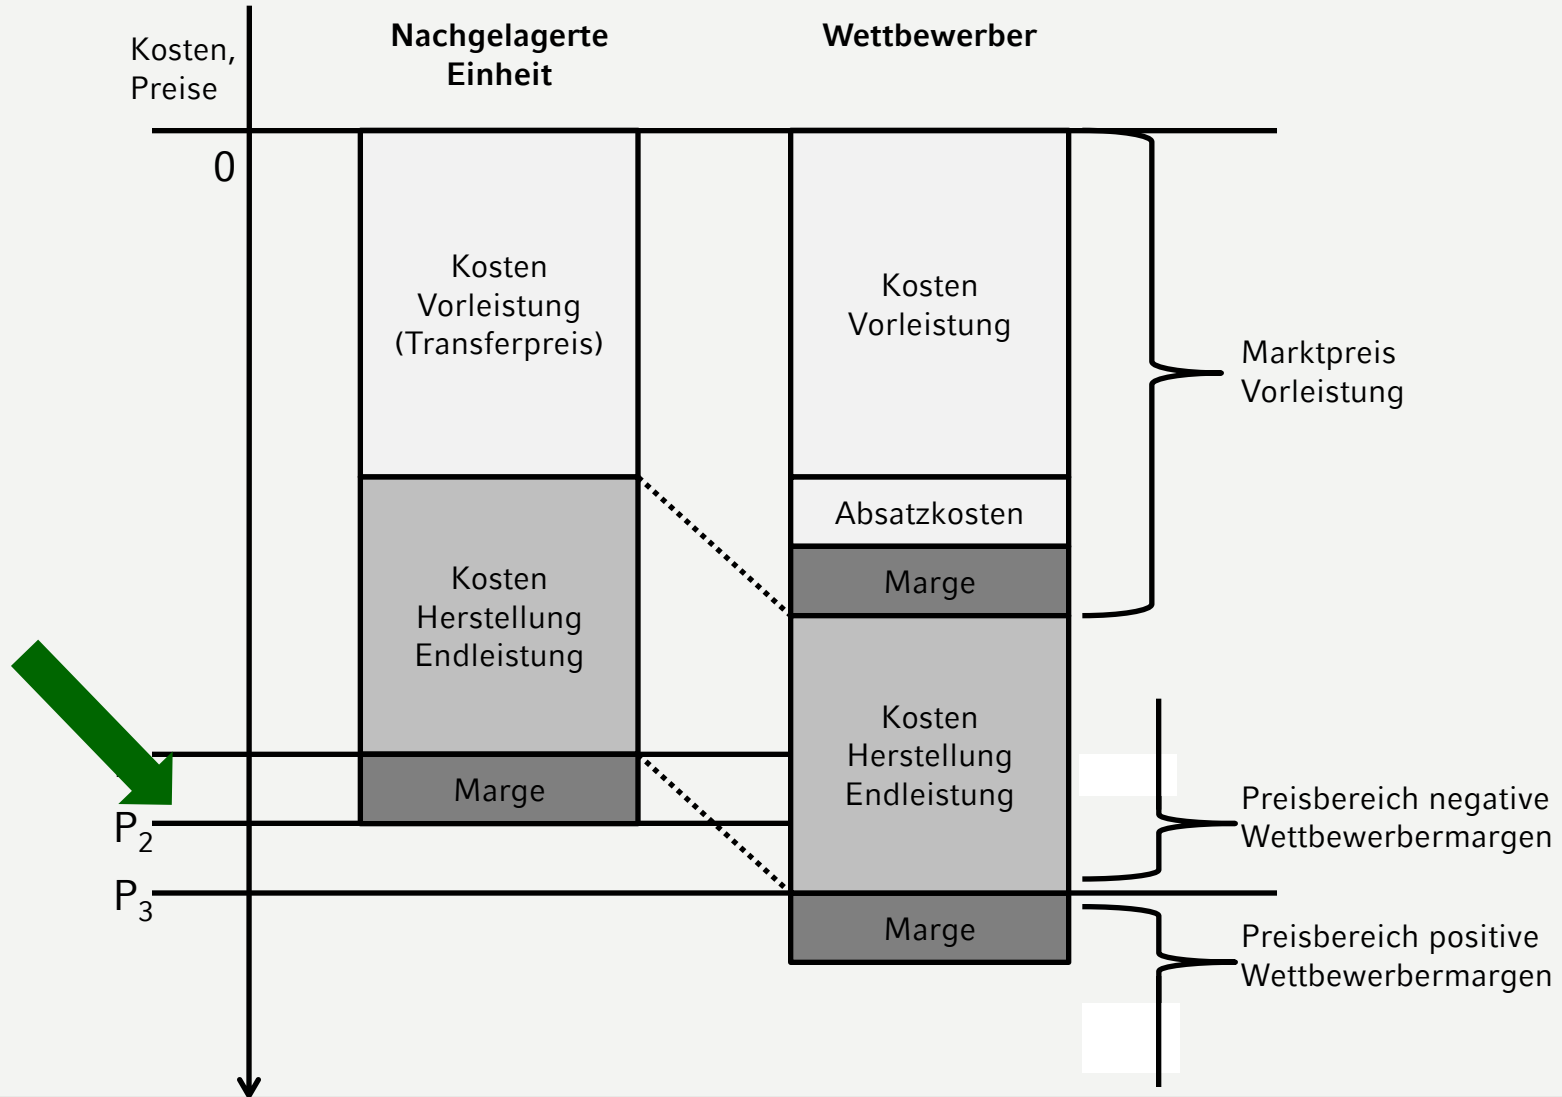 Kosten,
Preise
Nachgelagerte
Einheit
Wettbewerber
0
Kosten
Vorleistung
(Transferpreis)
Kosten
Vorleistung
Marktpreis
Vorleistung
Absatzkosten
Marge
Kosten
Herstellung
Endleistung
Kosten
Herstellung
Endleistung
Marge
P2
P3
Preisbereich negative
Wettbewerbermargen
Marge
Preisbereich positive
Wettbewerbermargen